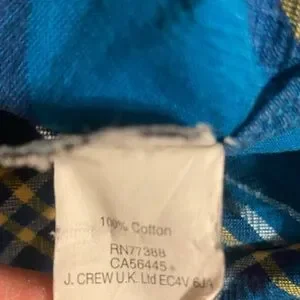 100% Cotton
RN77388
CA56445
J. CREW U.K. Ltd EC4V 6JA